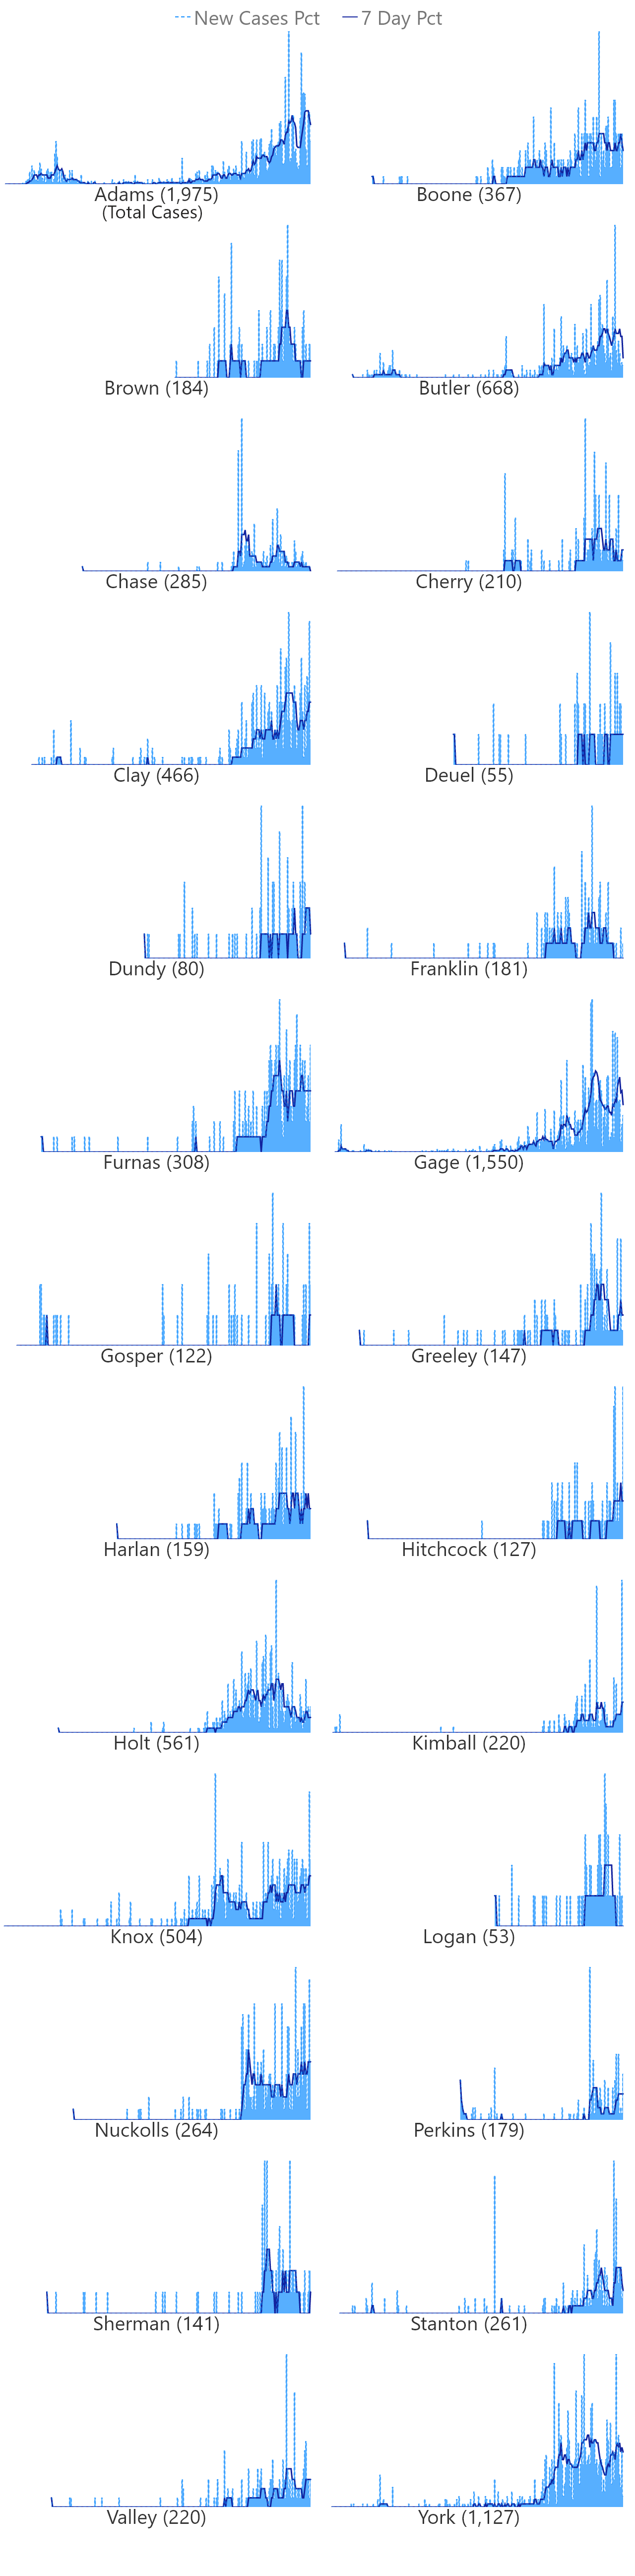 New Cases Pct 7 Day Pct
Adams (1,975) Boone (367)
(Total Cases)
Brown (184) Butler (668)
Chase (285) Cherry (210)
Clay (466) Deuel (55)
Dundy (80) Franklin (181)
Furnas (308) Gage (1,550)
Gosper (122) Greeley (147)
Harlan (159) Hitchcock (127)
Holt (561) Kimball (220)
Knox (504) Logan (53)
Nuckolls (264) Perkins (179)
Sherman (141) Stanton (261)
Valley (220) York (1,127)